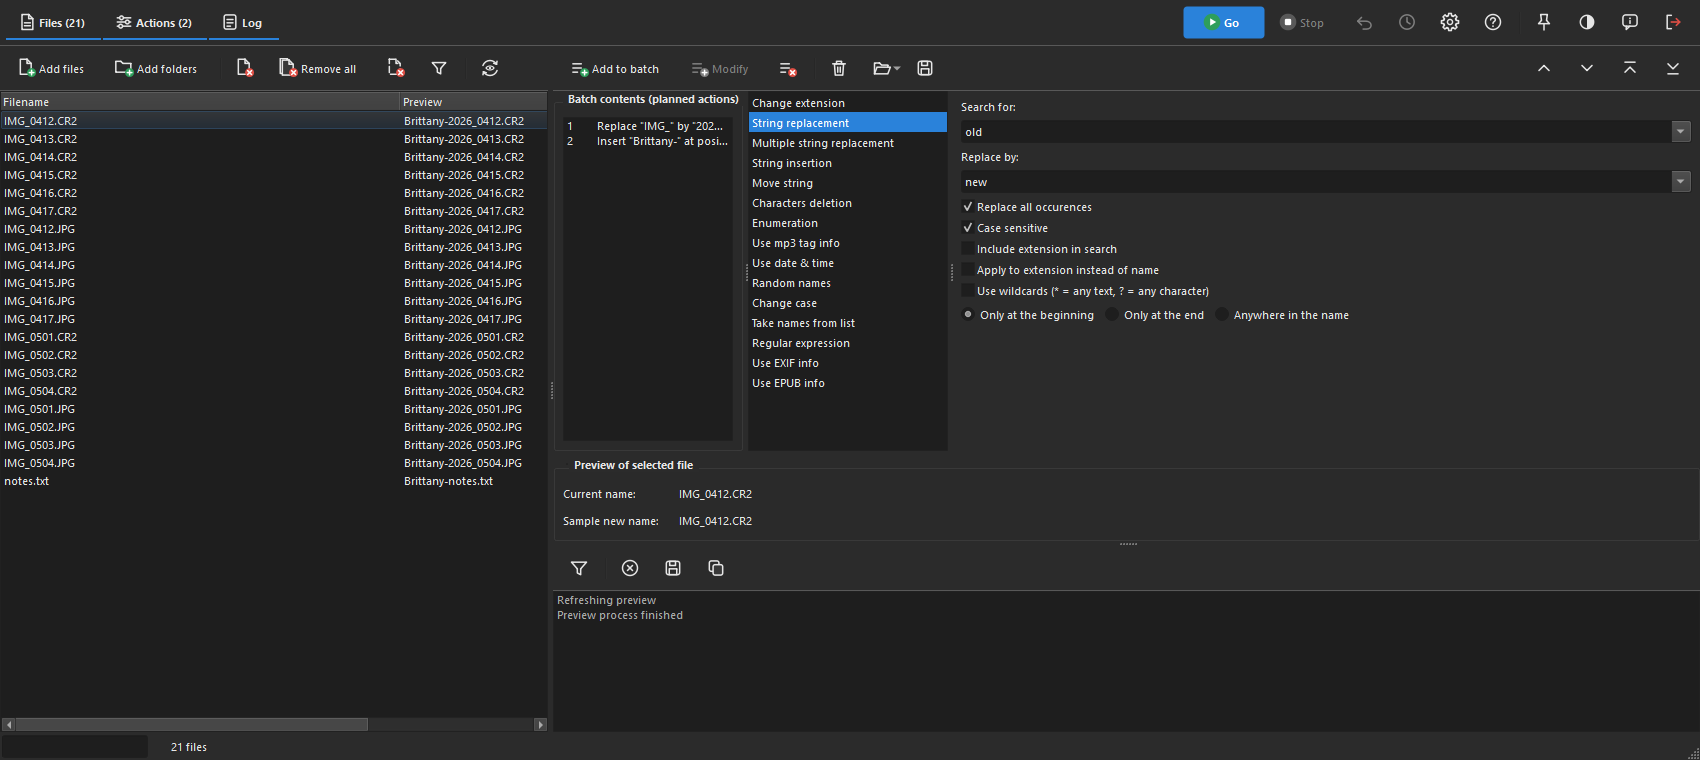 Files (21) Actions (2) Log Go Stop
Add files Add folders Remove all Add to batch Modify
Filename Preview
IMG_0412.CR2 Brittany-2026_0412.CR2
IMG_0413.CR2 Brittany-2026_0413.CR2
IMG_0414.CR2 Brittany-2026_0414.CR2
IMG_0415.CR2 Brittany-2026_0415.CR2
IMG_0416.CR2 Brittany-2026_0416.CR2
IMG_0417.CR2 Brittany-2026_0417.CR2
IMG_0412.JPG Brittany-2026_0412.JPG
IMG_0413.JPG Brittany-2026_0413.JPG
IMG_0414.JPG Brittany-2026_0414.JPG
IMG_0415.JPG Brittany-2026_0415.JPG
IMG_0416.JPG Brittany-2026_0416.JPG
IMG_0417.JPG Brittany-2026_0417.JPG
IMG_0501.CR2 Brittany-2026_0501.CR2
IMG_0502.CR2 Brittany-2026_0502.CR2
IMG_0503.CR2 Brittany-2026_0503.CR2
IMG_0504.CR2 Brittany-2026_0504.CR2
IMG_0501.JPG Brittany-2026_0501.JPG
IMG_0502.JPG Brittany-2026_0502.JPG
IMG_0503.JPG Brittany-2026_0503.JPG
IMG_0504.JPG Brittany-2026_0504.JPG
notes.txt Brittany-notes.txt
Batch contents (planned actions)
1 Replace "IMG_" by "202...
2 Insert "Brittany-" at posi...
Change extension
String replacement
Multiple string replacement
String insertion
Move string
Characters deletion
Enumeration
Use mp3 tag info
Use date & time
Random names
Change case
Take names from list
Regular expression
Use EXIF info
Use EPUB info
Search for:
old
Replace by:
new
Replace all occurences
Case sensitive
Include extension in search
Apply to extension instead of name
Use wildcards (* = any text, ? = any character)
Only at the beginning Only at the end Anywhere in the name
Preview of selected file
Current name: IMG_0412.CR2
Sample new name: IMG_0412.CR2
Refreshing preview
Preview process finished
21 files